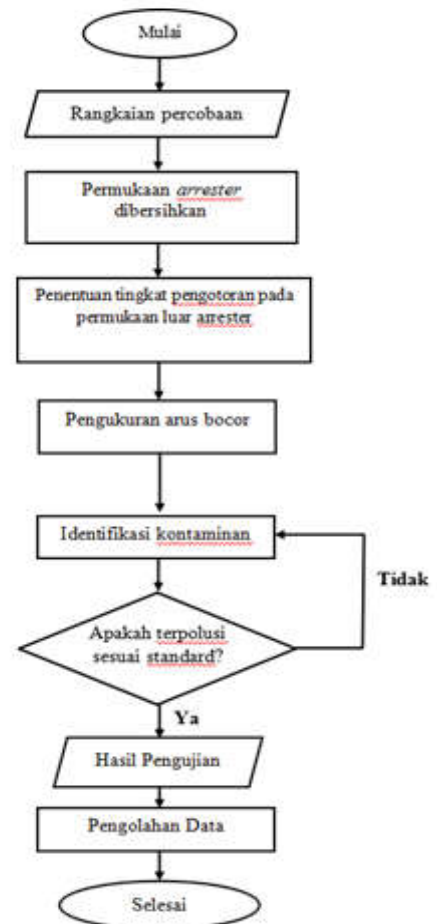 Mulai
Rangkaian percobaan
Permukaan arrester
dibersihkan
Penentuan tingkat pengotoran pada
permukaan luar arrester
Pengukuran arus bocor
Identifikasi kontaminan
Tidak
Apakah terpolusi
sesuai standard?
Ya
Hasil Pengujian
Pengolahan Data
Selesai